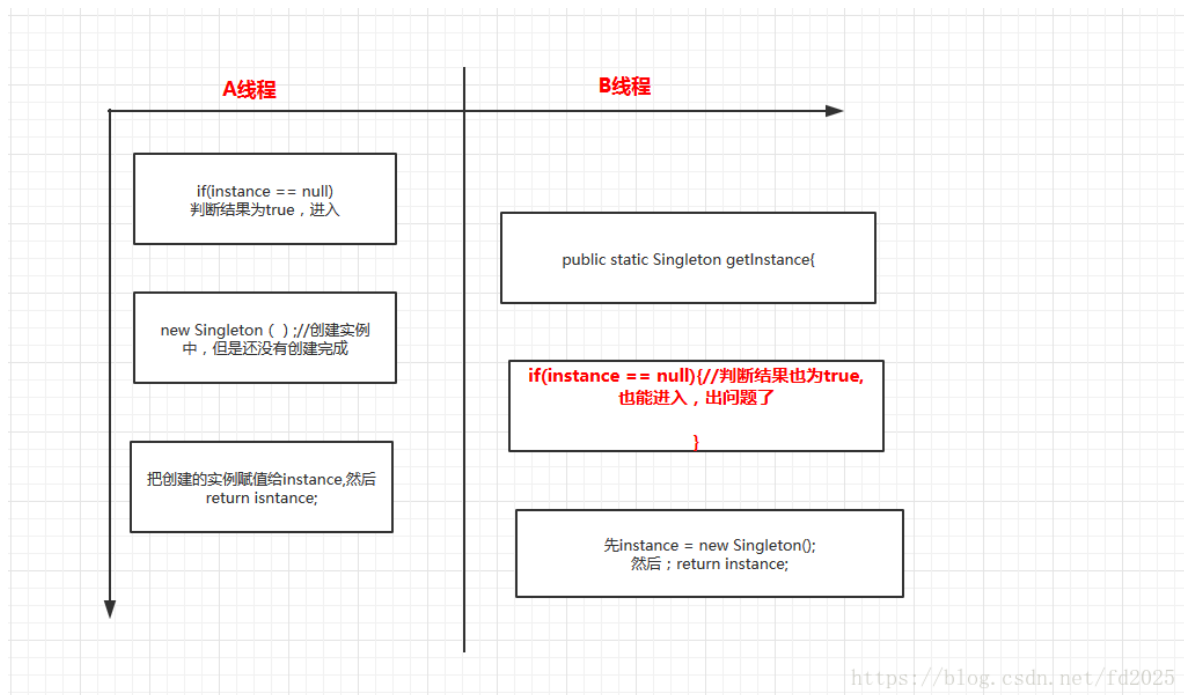 A线程
B线程
if(instance == null)
判断结果为true，进入
public static Singleton getInstance{
new Singleton（ ）;//创建实例
中，但是还没有创建完成
if(instance == null){//判断结果也为true,
也能进入，出问题了
}
把创建的实例赋值给instance,然后
return isntance;
先instance = new Singleton();
然后；return instance;
https://blog.csdn.net/fd2025